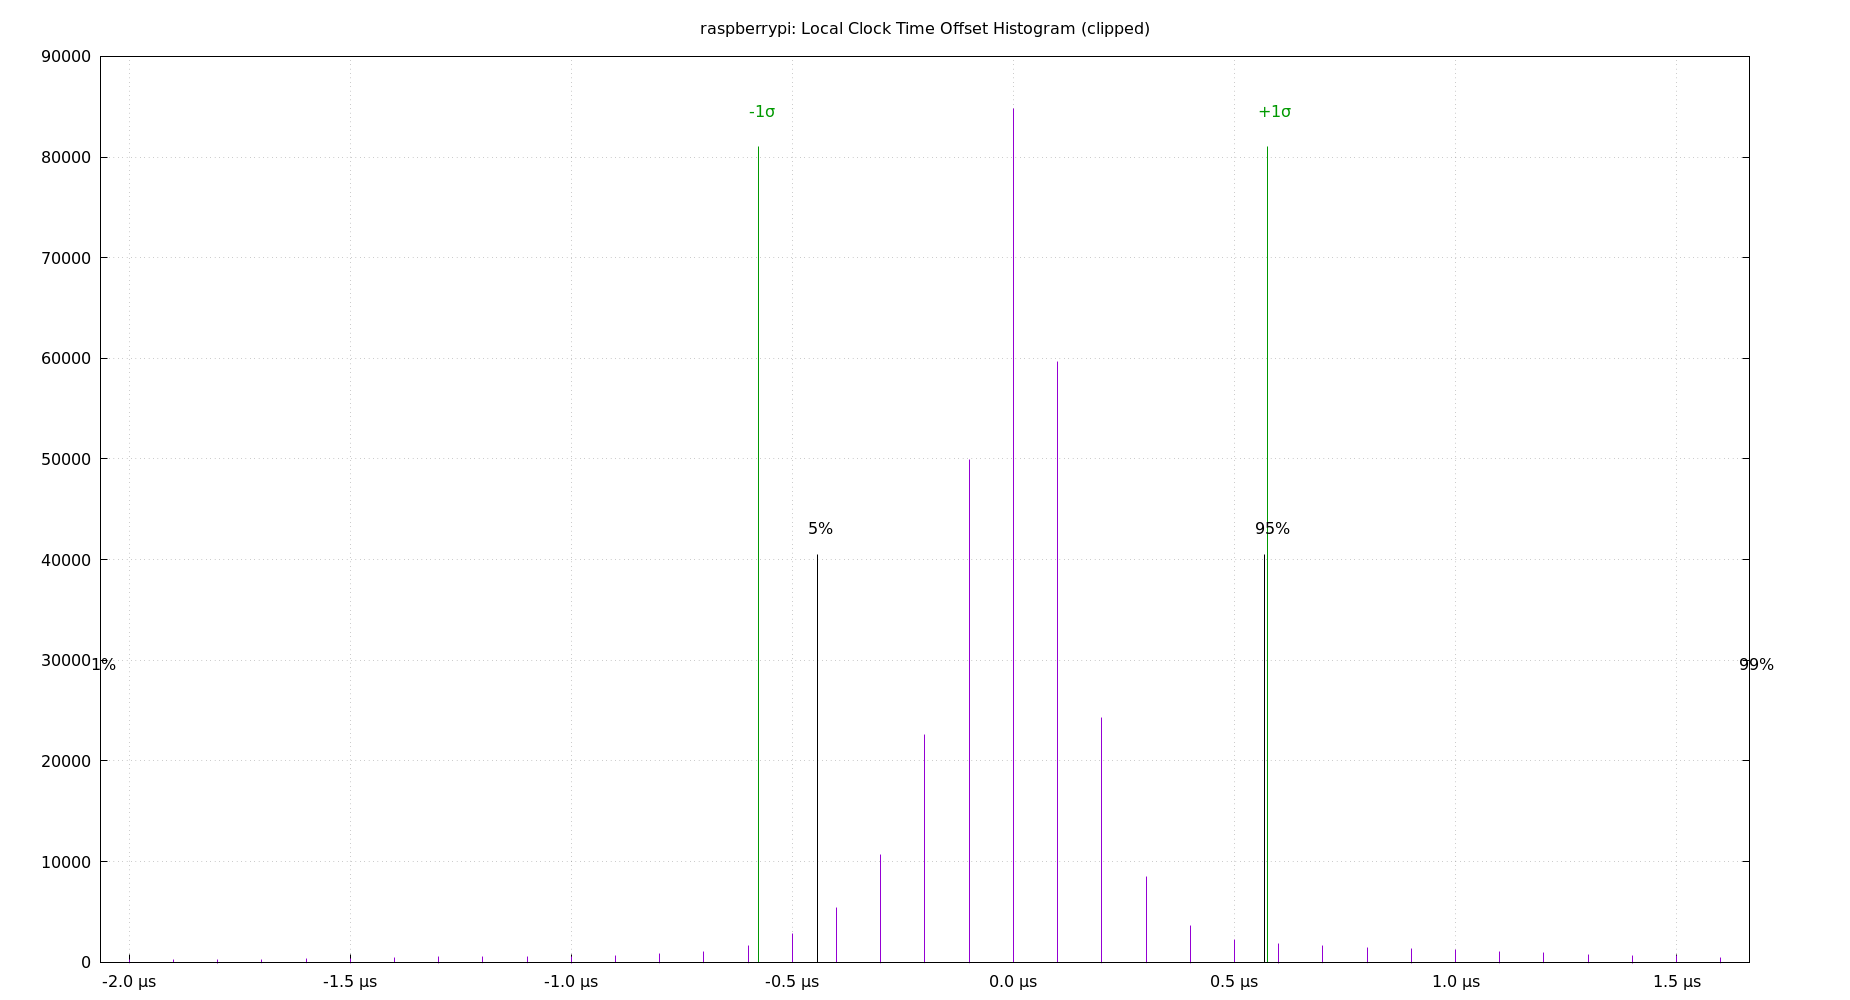 raspberrypi: Local Clock Time Offset Histogram (clipped)
90000
-1σ
+1σ
80000
70000
60000
50000
5%
95%
40000
30000
1%
99%
20000
10000
0
-2.0 µs
-1.5 µs
-1.0 µs
-0.5 µs
0.0 µs
0.5 µs
1.0 µs
1.5 µs